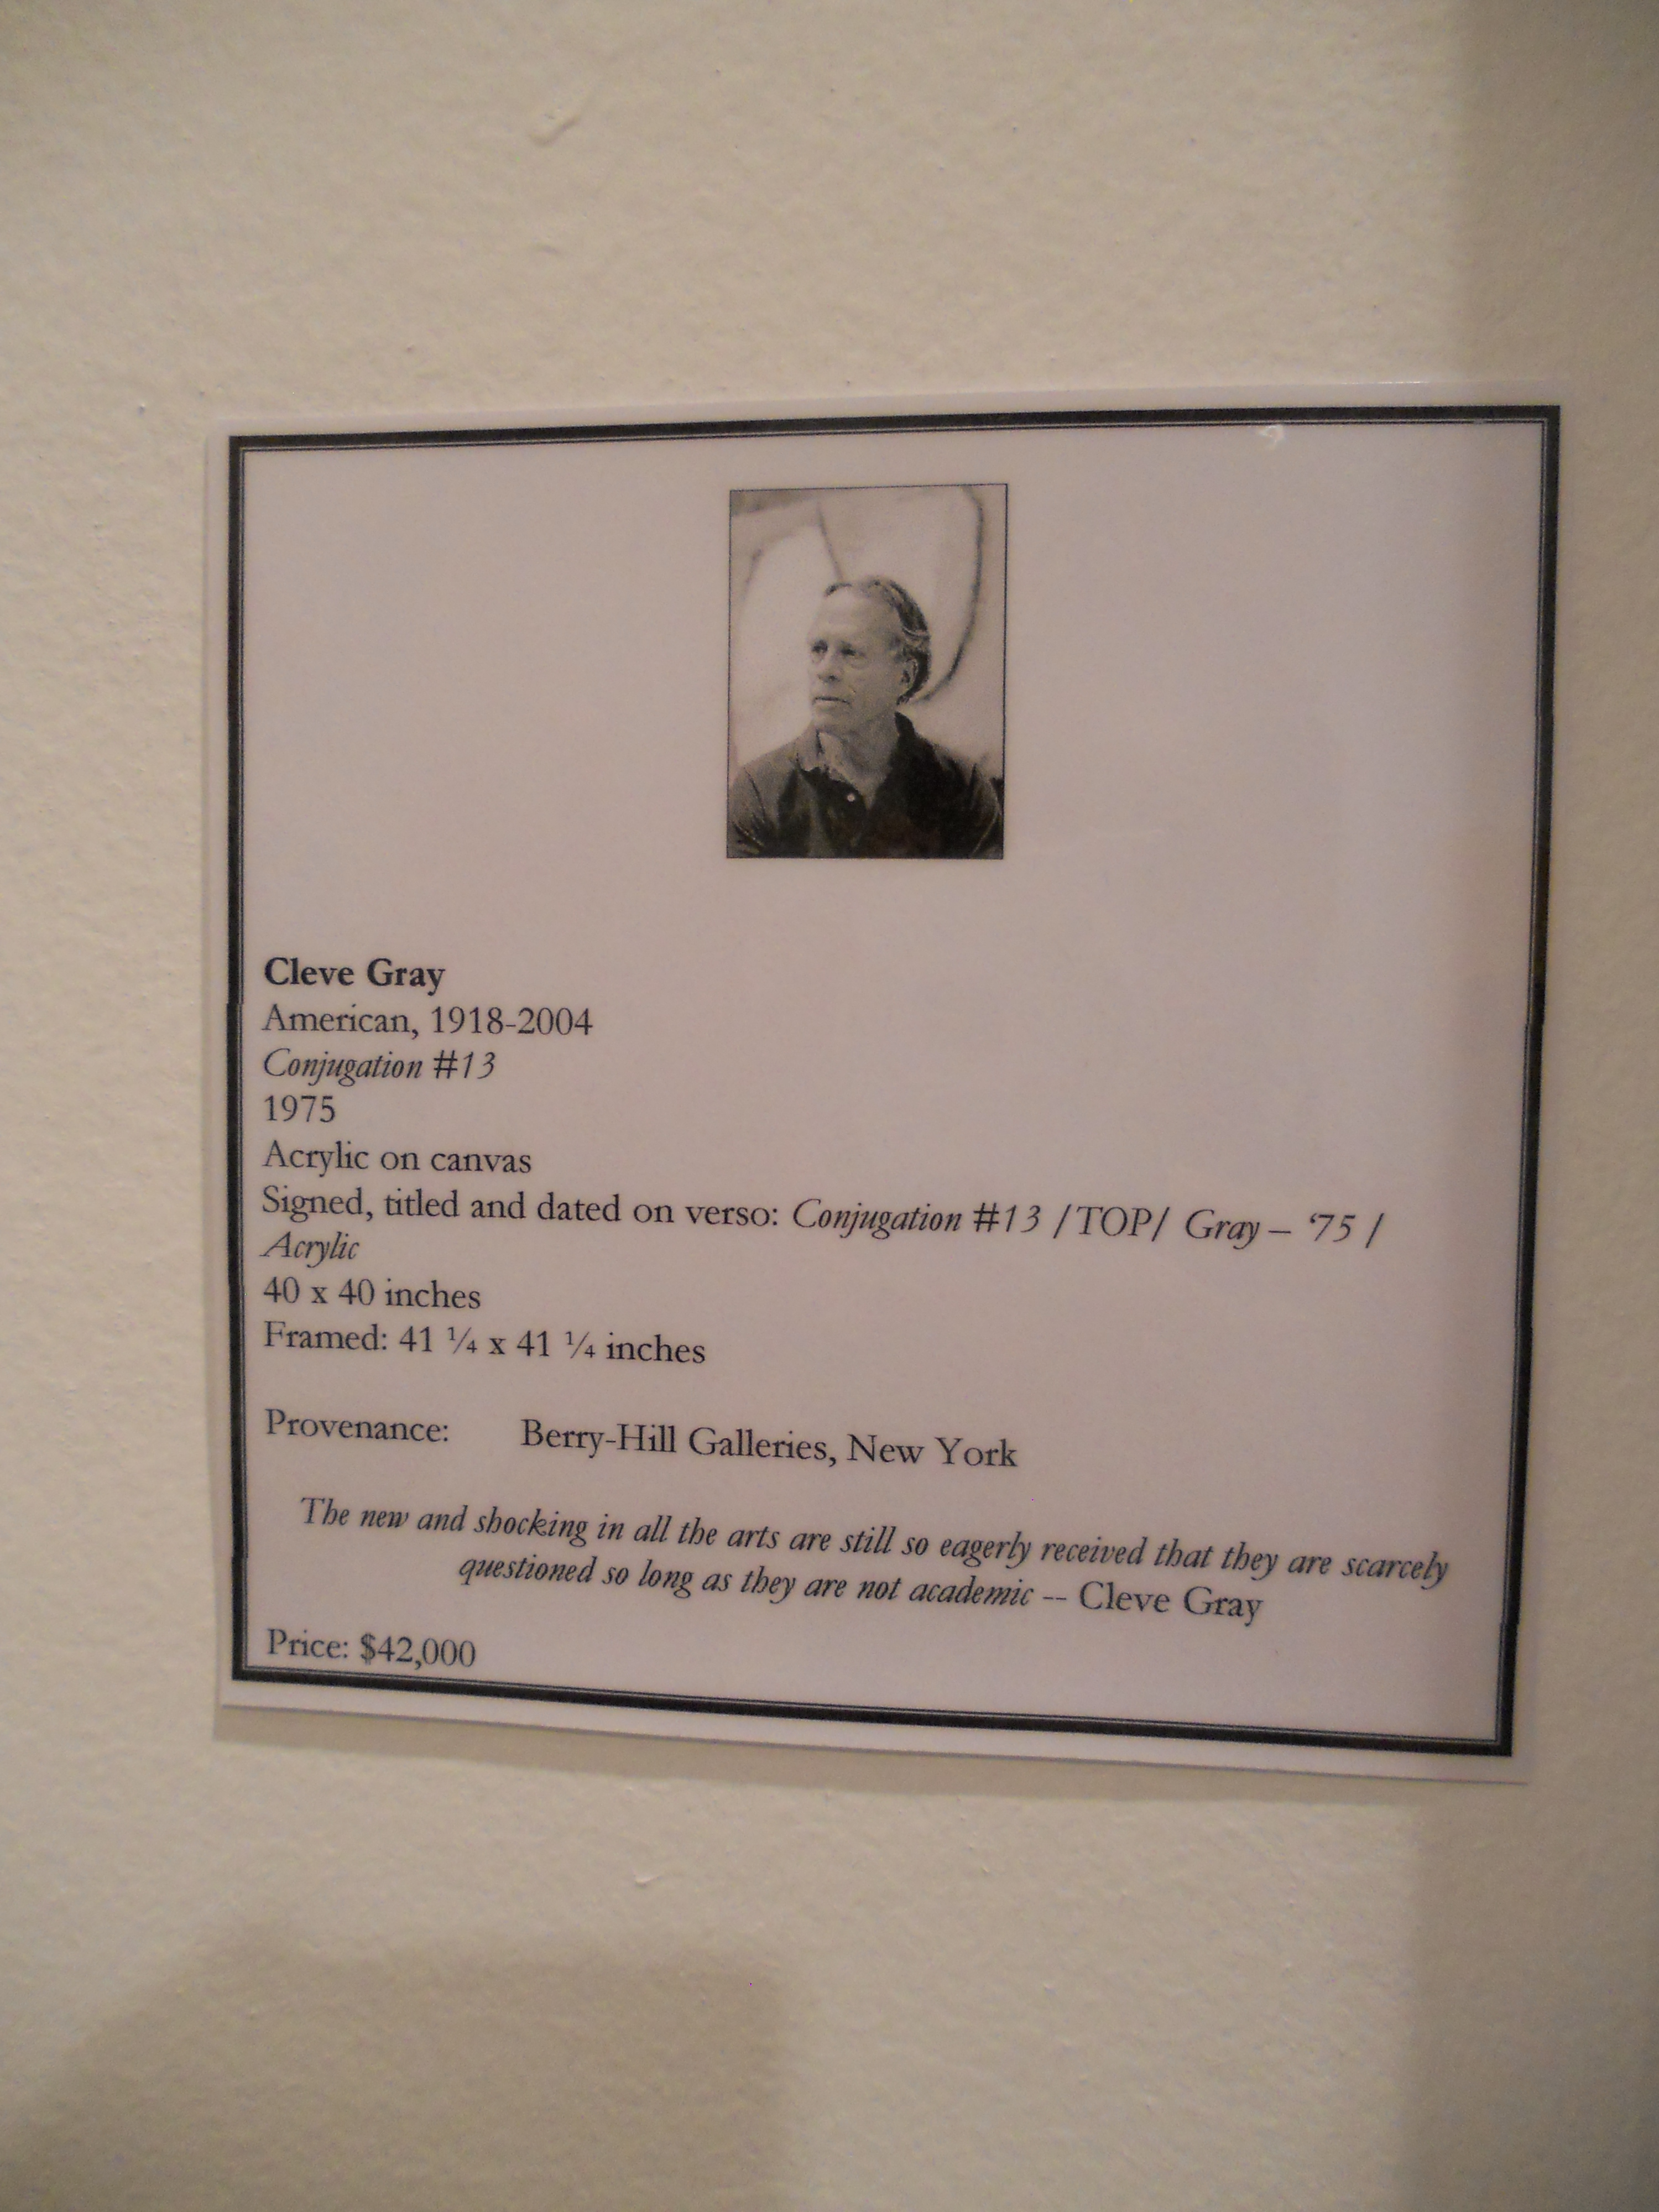 Cleve Gray
American, 1918-2004
Conjugation #13
1975
Acrylic on canvas
Signed, titled and dated on verso: Conjugation #13 /TOP/ Gray – ‘75 /
Acrylic
40 x 40 inches
Framed: 41 ¼ x 41 ¼ inches
Provenance: Berry-Hill Galleries, New York
The new and shocking in all the arts are still so eagerly received that they are scarcely
questioned so long as they are not academic -- Cleve Gray
Price: $42,000